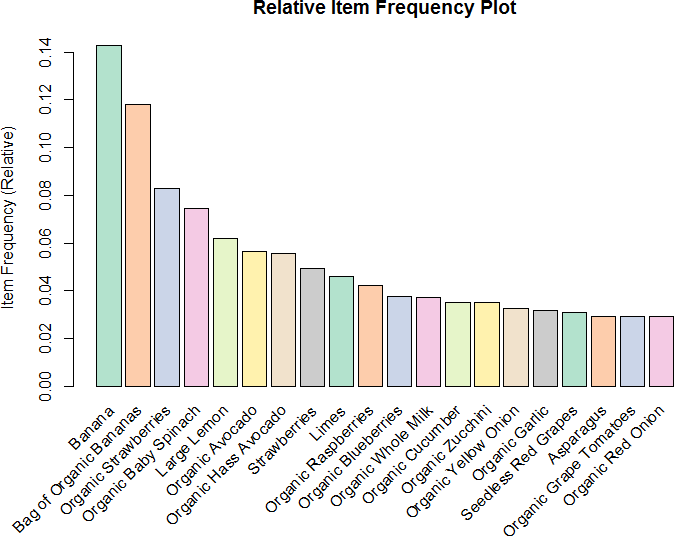 Relative Item Frequency Plot
Item Frequency (Relative)
0.14
0.12
0.10
0.08
0.06
0.04
0.02
0.00
Banana
Bag of Organic Bananas
Organic Strawberries
Organic Baby Spinach
Large Lemon
Organic Avocado
Organic Hass Avocado
Strawberries
Limes
Organic Raspberries
Organic Blueberries
Organic Whole Milk
Organic Cucumber
Organic Zucchini
Organic Yellow Onion
Organic Garlic
Seedless Red Grapes
Asparagus
Organic Grape Tomatoes
Organic Red Onion